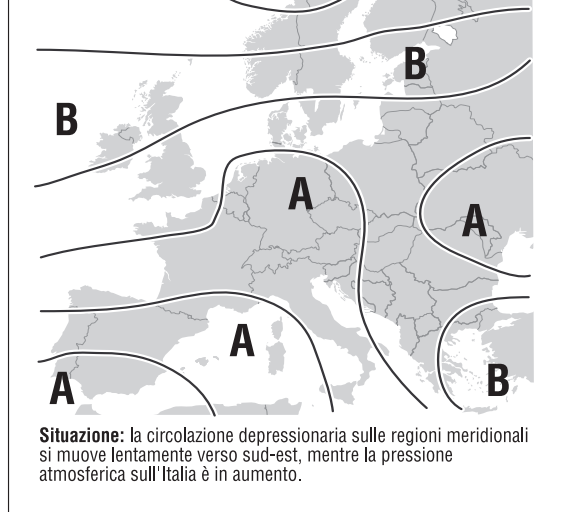 B
B
A
A
A
A
B
Situazione: la circolazione depressionaria sulle regioni meridionali
si muove lentamente verso sud-est, mentre la pressione
atmosferica sull'Italia è in aumento.